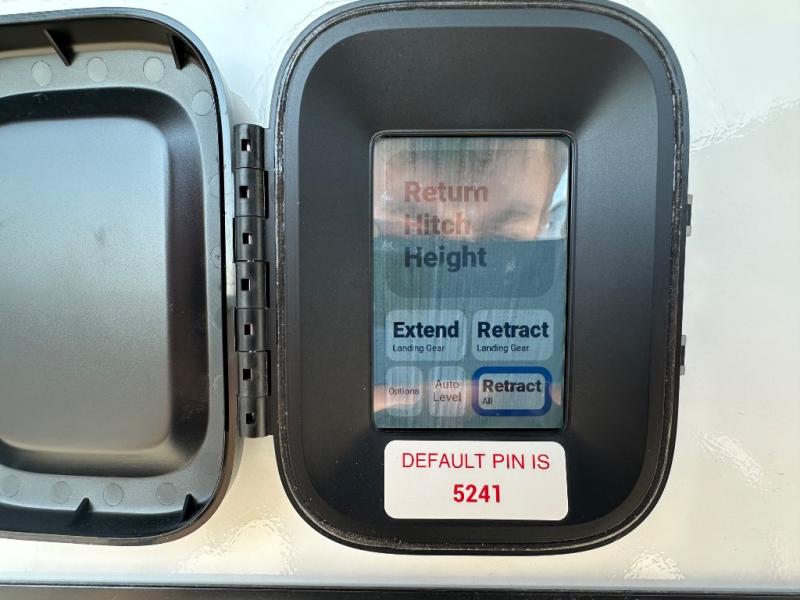 Return
Hitch
Height
Extend
Landing Gear
Retract
Landing Gear
Options
Auto
Level
Retract
All
DEFAULT PIN IS
5241